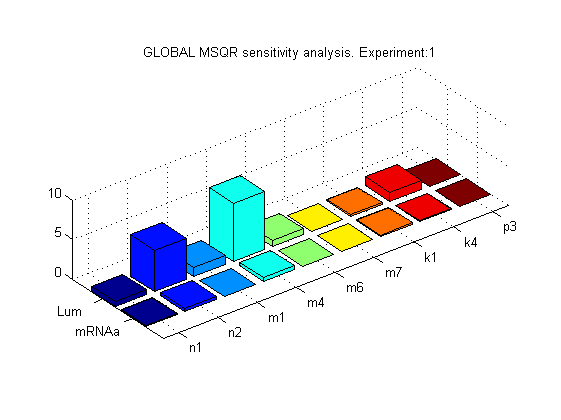 GLOBAL MSQR sensitivity analysis. Experiment:1
10
5
0
Lum
mRNAa
n1
n2
m1
m4
m6
m7
k1
k4
p3